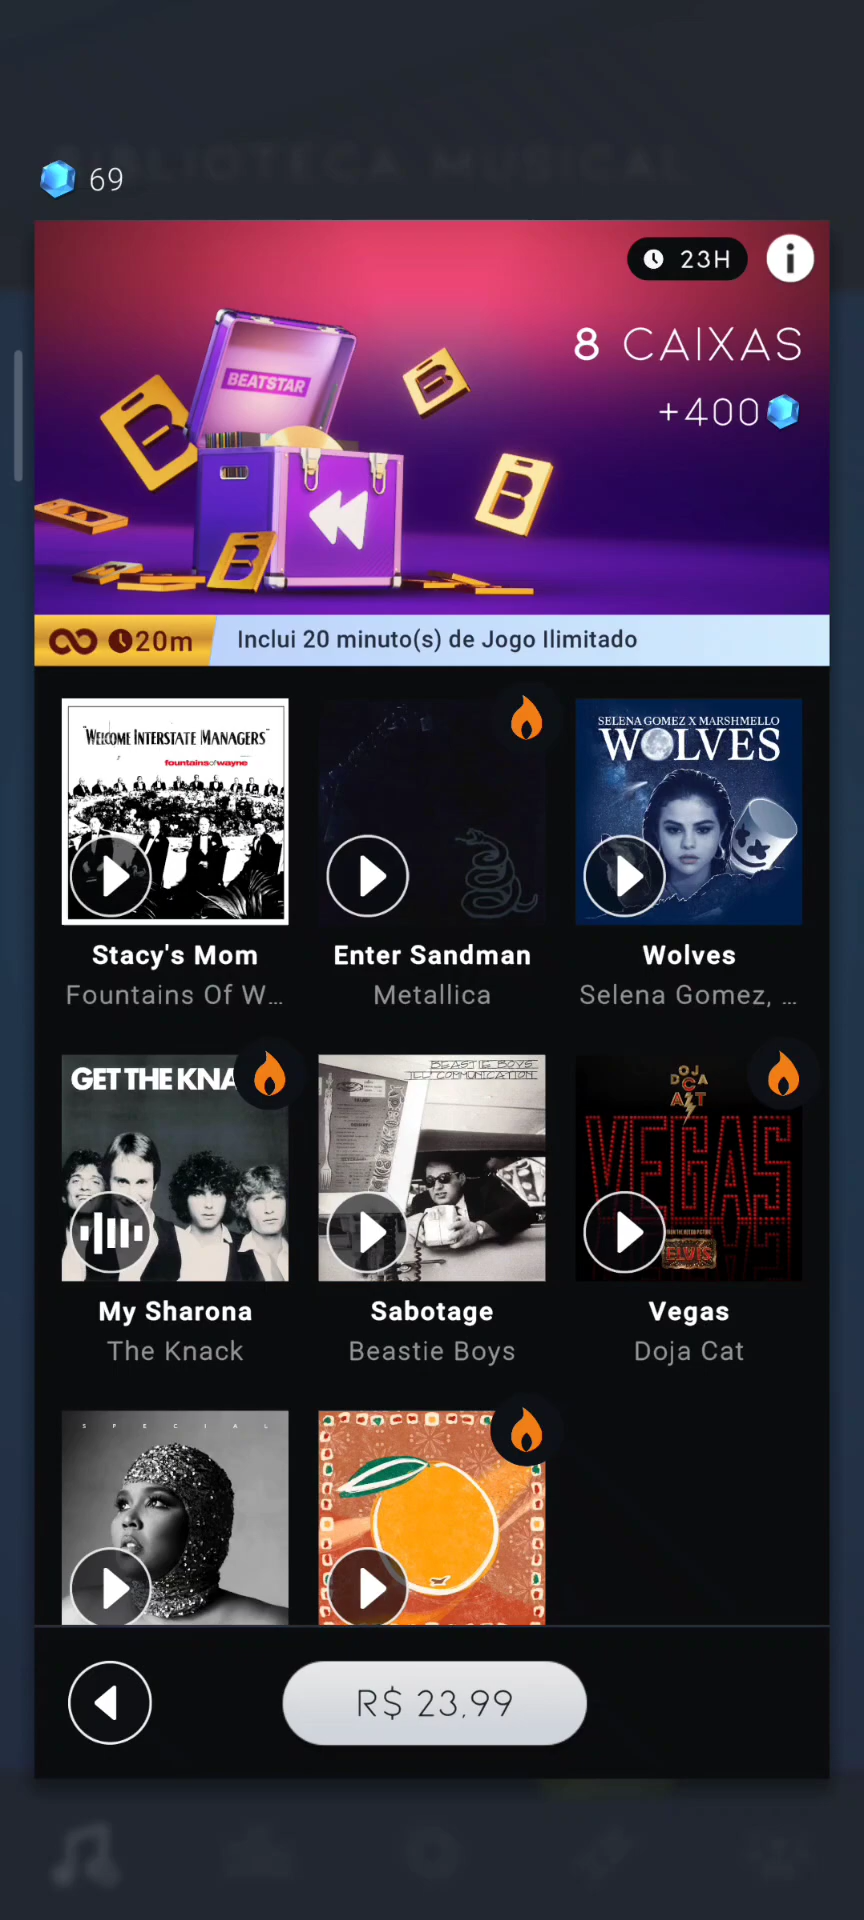 BIBLIOTECA MUSICAL
69
23H
8 CAIXAS
+400
BEATSTAR
20m
Inclui 20 minuto(s) de Jogo Ilimitado
"WELCOME INTERSTATE MANAGERS"
fountains of wayne
SELENA GOMEZ X MARSHMELLO
WOLVES
Stacy's Mom
Enter Sandman
Wolves
Fountains Of W...
Metallica
Selena Gomez, ...
GET THE KNA
BEASTIE BOYS
ILL COMMUNICATION
DOJA
CAT
VEGAS
ELVIS
My Sharona
Sabotage
Vegas
The Knack
Beastie Boys
Doja Cat
SPECIAL
R$ 23,99